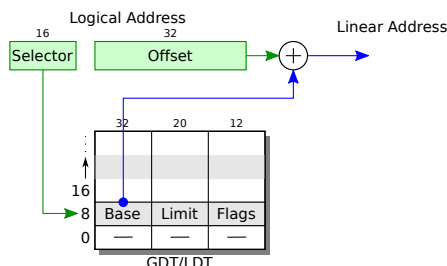 Logical Address
Linear Address
16
32
Selector
Offset
+
32
20
12
16
8
Base
Limit
Flags
0
—
—
—
GDT/LDT